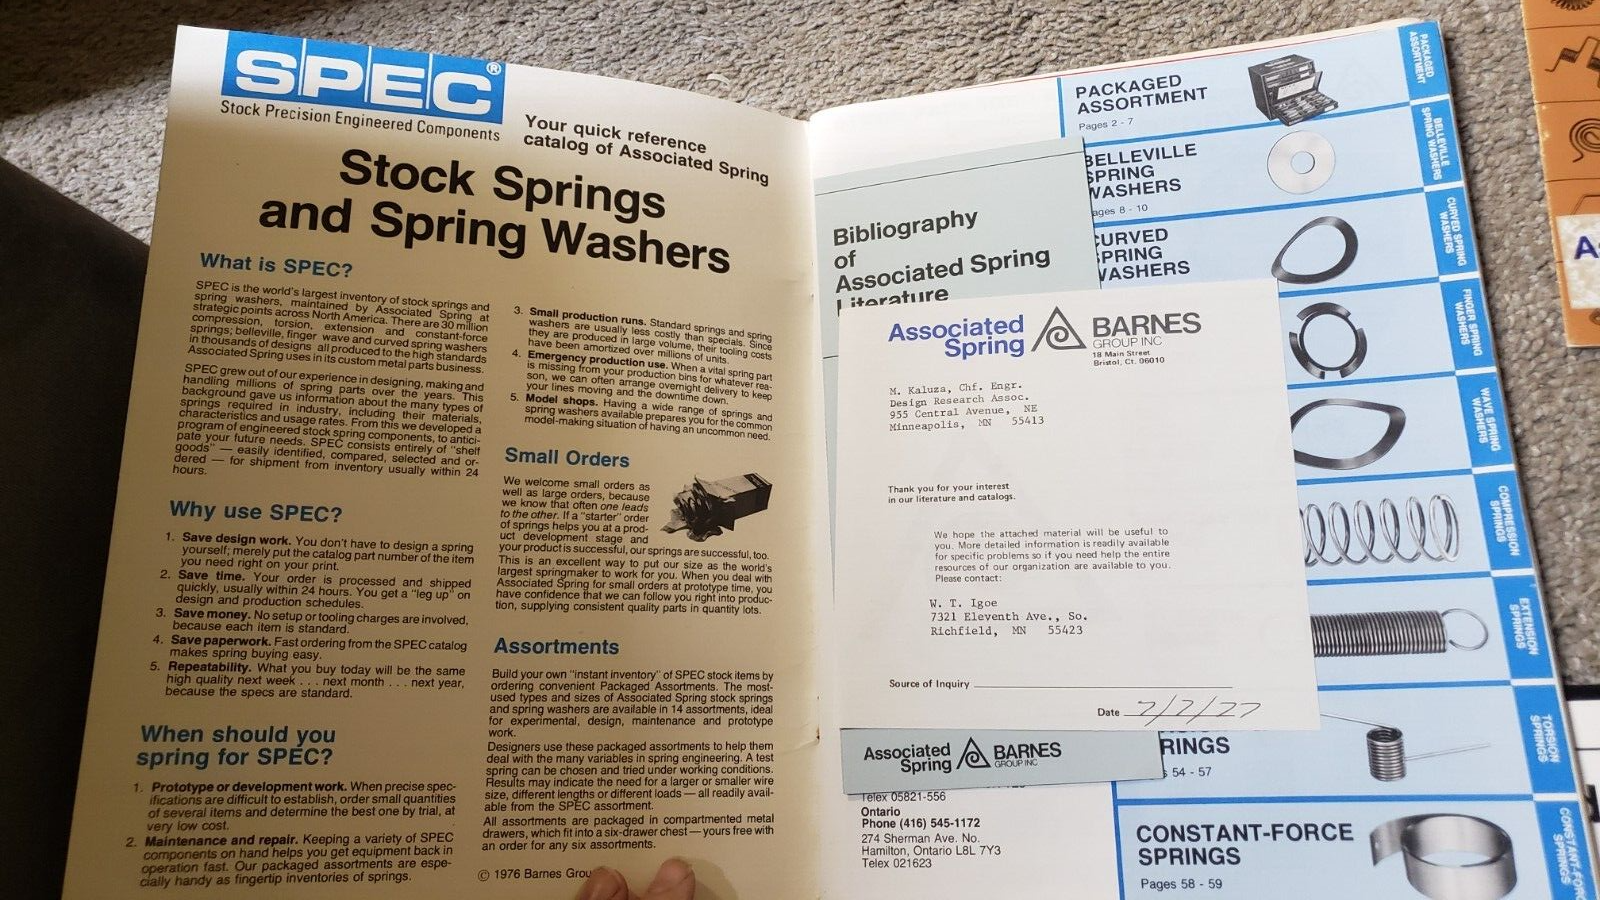 SPEC®
Stock Precision Engineered Components
Your quick reference
catalog of Associated Spring
Stock Springs
and Spring Washers
What is SPEC?
SPEC is the world's largest inventory of stock springs and
spring washers, maintained by Associated Spring at
strategic points across North America. There are 30 million
compression, torsion, extension and constant-force
springs; belleville, finger wave and curved spring washers
in thousands of designs all produced to the high standards
Associated Spring uses in its custom metal parts business.
SPEC grew out of our experience in designing, making and
handling millions of spring parts over the years. This
background gave us information about the many types of
springs required in industry, including their materials,
characteristics and usage rates. From this we developed a
program of engineered stock spring components, to antici-
pate your future needs. SPEC consists entirely of "shelf
goods" — easily identified, compared, selected and or-
dered — for shipment from inventory usually within 24
hours.
Why use SPEC?
1. Save design work. You don't have to design a spring
yourself; merely put the catalog part number of the item
you need right on your print.
2. Save time. Your order is processed and shipped
quickly, usually within 24 hours. You get a "leg up" on
design and production schedules.
3. Save money. No setup or tooling charges are involved,
because each item is standard.
4. Save paperwork. Fast ordering from the SPEC catalog
makes spring buying easy.
5. Repeatability. What you buy today will be the same
high quality next week . . . next month . . . next year,
because the specs are standard.
When should you
spring for SPEC?
1. Prototype or development work. When precise spec-
ifications are difficult to establish, order small quantities
of several items and determine the best one by trial, at
very low cost.
2. Maintenance and repair. Keeping a variety of SPEC
components on hand helps you get equipment back in
operation fast. Our packaged assortments are espe-
cially handy as fingertip inventories of springs.
3. Small production runs. Standard springs and spring
washers are usually less costly than specials. Since
they are produced in large volume, their tooling costs
have been amortized over millions of units.
4. Emergency production use. When a vital spring part
is missing from your production bins for whatever rea-
son, we can often arrange overnight delivery to keep
your lines moving and the downtime down.
5. Model shops. Having a wide range of springs and
spring washers available prepares you for the common
model-making situation of having an uncommon need.
Small Orders
We welcome small orders as
well as large orders, because
we know that often one leads
to the other. If a "starter" order
of springs helps you at a prod-
uct development stage and
your product is successful, our springs are successful, too.
This is an excellent way to put our size as the world's
largest springmaker to work for you. When you deal with
Associated Spring for small orders at prototype time, you
have confidence that we can follow you right into produc-
tion, supplying consistent quality parts in quantity lots.
Assortments
Build your own "instant inventory" of SPEC stock items by
ordering convenient Packaged Assortments. The most-
used types and sizes of Associated Spring stock springs
and spring washers are available in 14 assortments, ideal
for experimental, design, maintenance and prototype
work.
Designers use these packaged assortments to help them
deal with the many variables in spring engineering. A test
spring can be chosen and tried under working conditions.
Results may indicate the need for a larger or smaller wire
size, different lengths or different loads — all readily avail-
able from the SPEC assortment.
All assortments are packaged in compartmented metal
drawers, which fit into a six-drawer chest — yours free with
an order for any six assortments.
© 1976 Barnes Grou
Bibliography
of
Associated Spring
Literature
Associated
Spring
BARNES
GROUP INC
18 Main Street
Bristol, Ct. 06010
M. Kaluza, Chf. Engr.
Design Research Assoc.
955 Central Avenue, NE
Minneapolis, MN 55413
Thank you for your interest
in our literature and catalogs.
We hope the attached material will be useful to
you. More detailed information is readily available
for specific problems so if you need help the entire
resources of our organization are available to you.
Please contact:
W. T. Igoe
7321 Eleventh Ave., So.
Richfield, MN 55423
Source of Inquiry
Date 7/7/77
Associated
Spring
BARNES
GROUP INC
Telex 05821-556
Ontario
Phone (416) 545-1172
274 Sherman Ave. No.
Hamilton, Ontario L8L 7Y3
Telex 021623
PACKAGED
ASSORTMENT
Pages 2 - 7
BELLEVILLE
SPRING
WASHERS
ages 8 - 10
CURVED
SPRING
WASHERS
RINGS
s 54 - 57
CONSTANT-FORCE
SPRINGS
Pages 58 - 59
PACKAGED
ASSORTMENT
BELLEVILLE
SPRING WASHERS
CURVED SPRING
WASHERS
FINGER SPRING
WASHERS
WAVE SPRING
WASHERS
COMPRESSION
SPRINGS
EXTENSION
SPRINGS
TORSION
SPRINGS
CONSTANT-FORC
SPRINGS